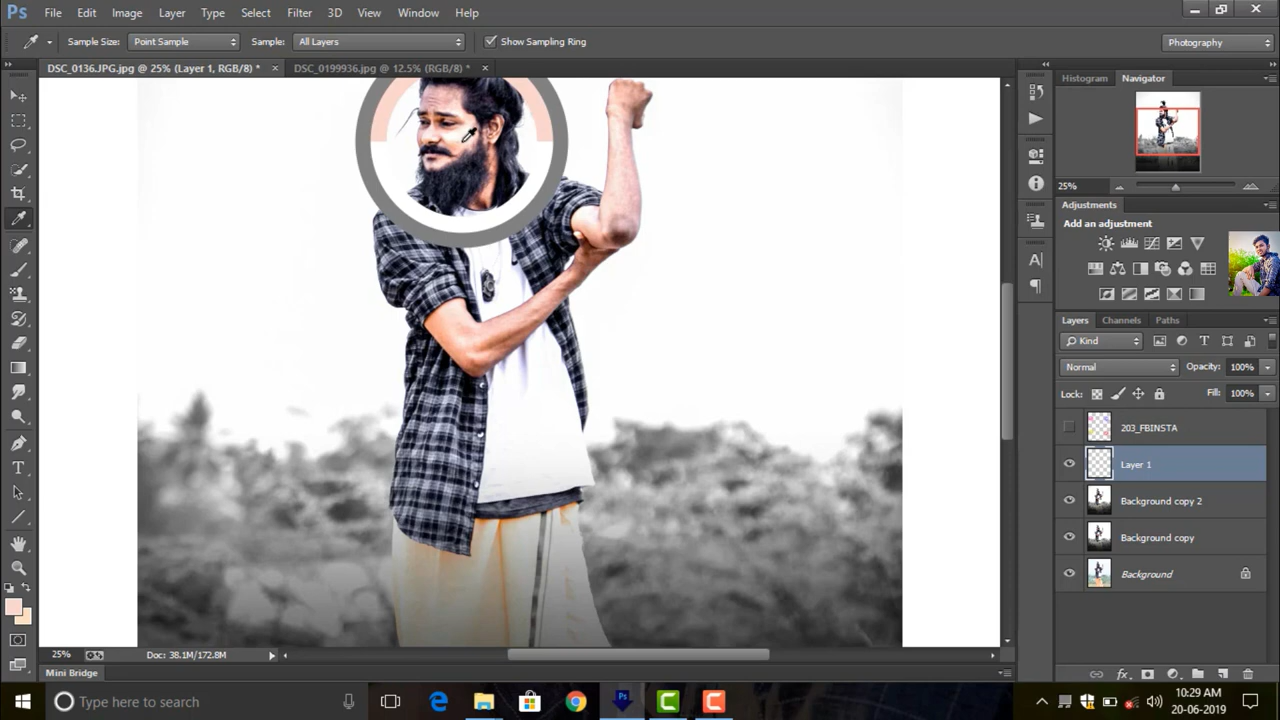 Ps File Edit Image Layer Type Select Filter 3D View Window Help
Sample Size: Point Sample Sample: All Layers Show Sampling Ring Photography
DSC_0136.JPG.jpg @ 25% (Layer 1, RGB/8) * × DSC_0199936.jpg @ 12.5% (RGB/8) * ×
Histogram Navigator
25%
Adjustments
Add an adjustment
Layers Channels Paths
Kind
Normal Opacity: 100%
Lock: Fill: 100%
203_FBINSTA
Layer 1
Background copy 2
Background copy
Background
25% Doc: 38.1M/172.8M
Mini Bridge
Type here to search
10:29 AM
20-06-2019